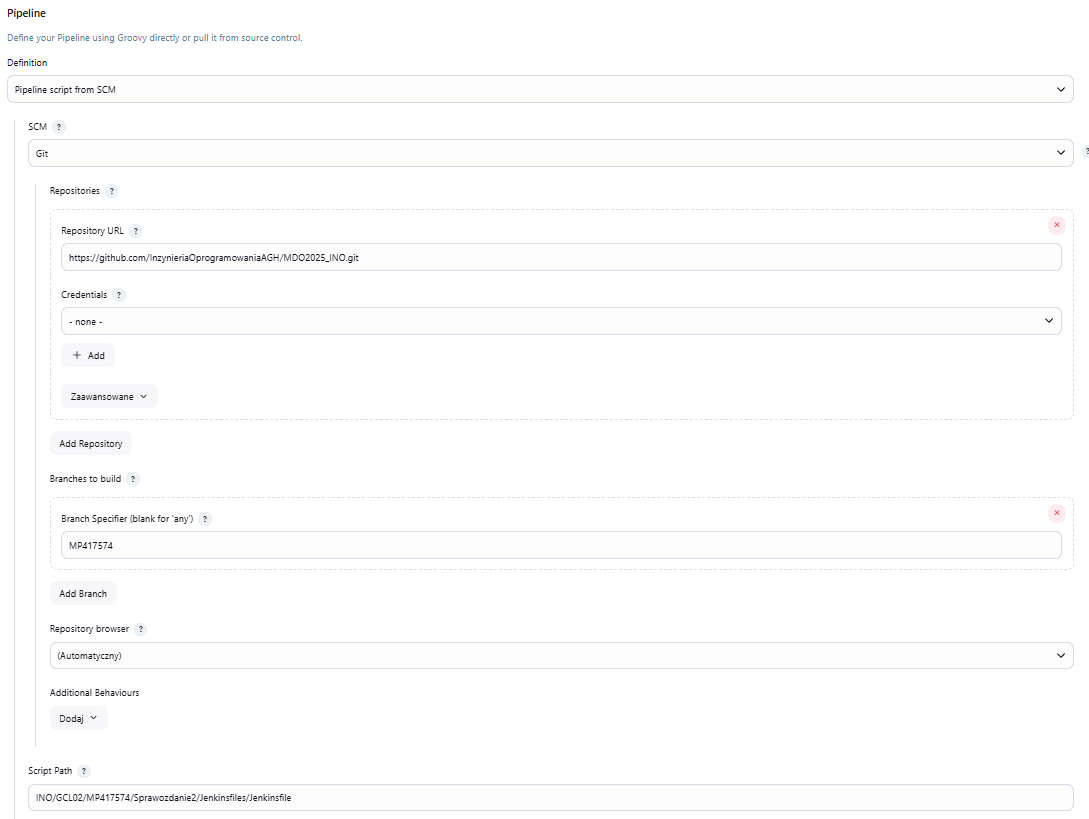 Pipeline
Define your Pipeline using Groovy directly or pull it from source control.
Definition
Pipeline script from SCM
SCM ?
Git
?
Repositories ?
Repository URL ?
https://github.com/InzynieriaOprogramowaniaAGH/MDO2025_INO.git
Credentials ?
- none -
+ Add
Zaawansowane
Add Repository
Branches to build ?
Branch Specifier (blank for 'any') ?
MP417574
Add Branch
Repository browser ?
(Automatyczny)
Additional Behaviours
Dodaj
Script Path ?
INO/GCL02/MP417574/Sprawozdanie2/Jenkinsfiles/Jenkinsfile